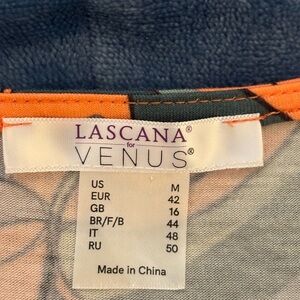 LASCANA®
for
VENUS®
US M
EUR 42
GB 16
BR/F/B 44
IT 48
RU 50
Made in China